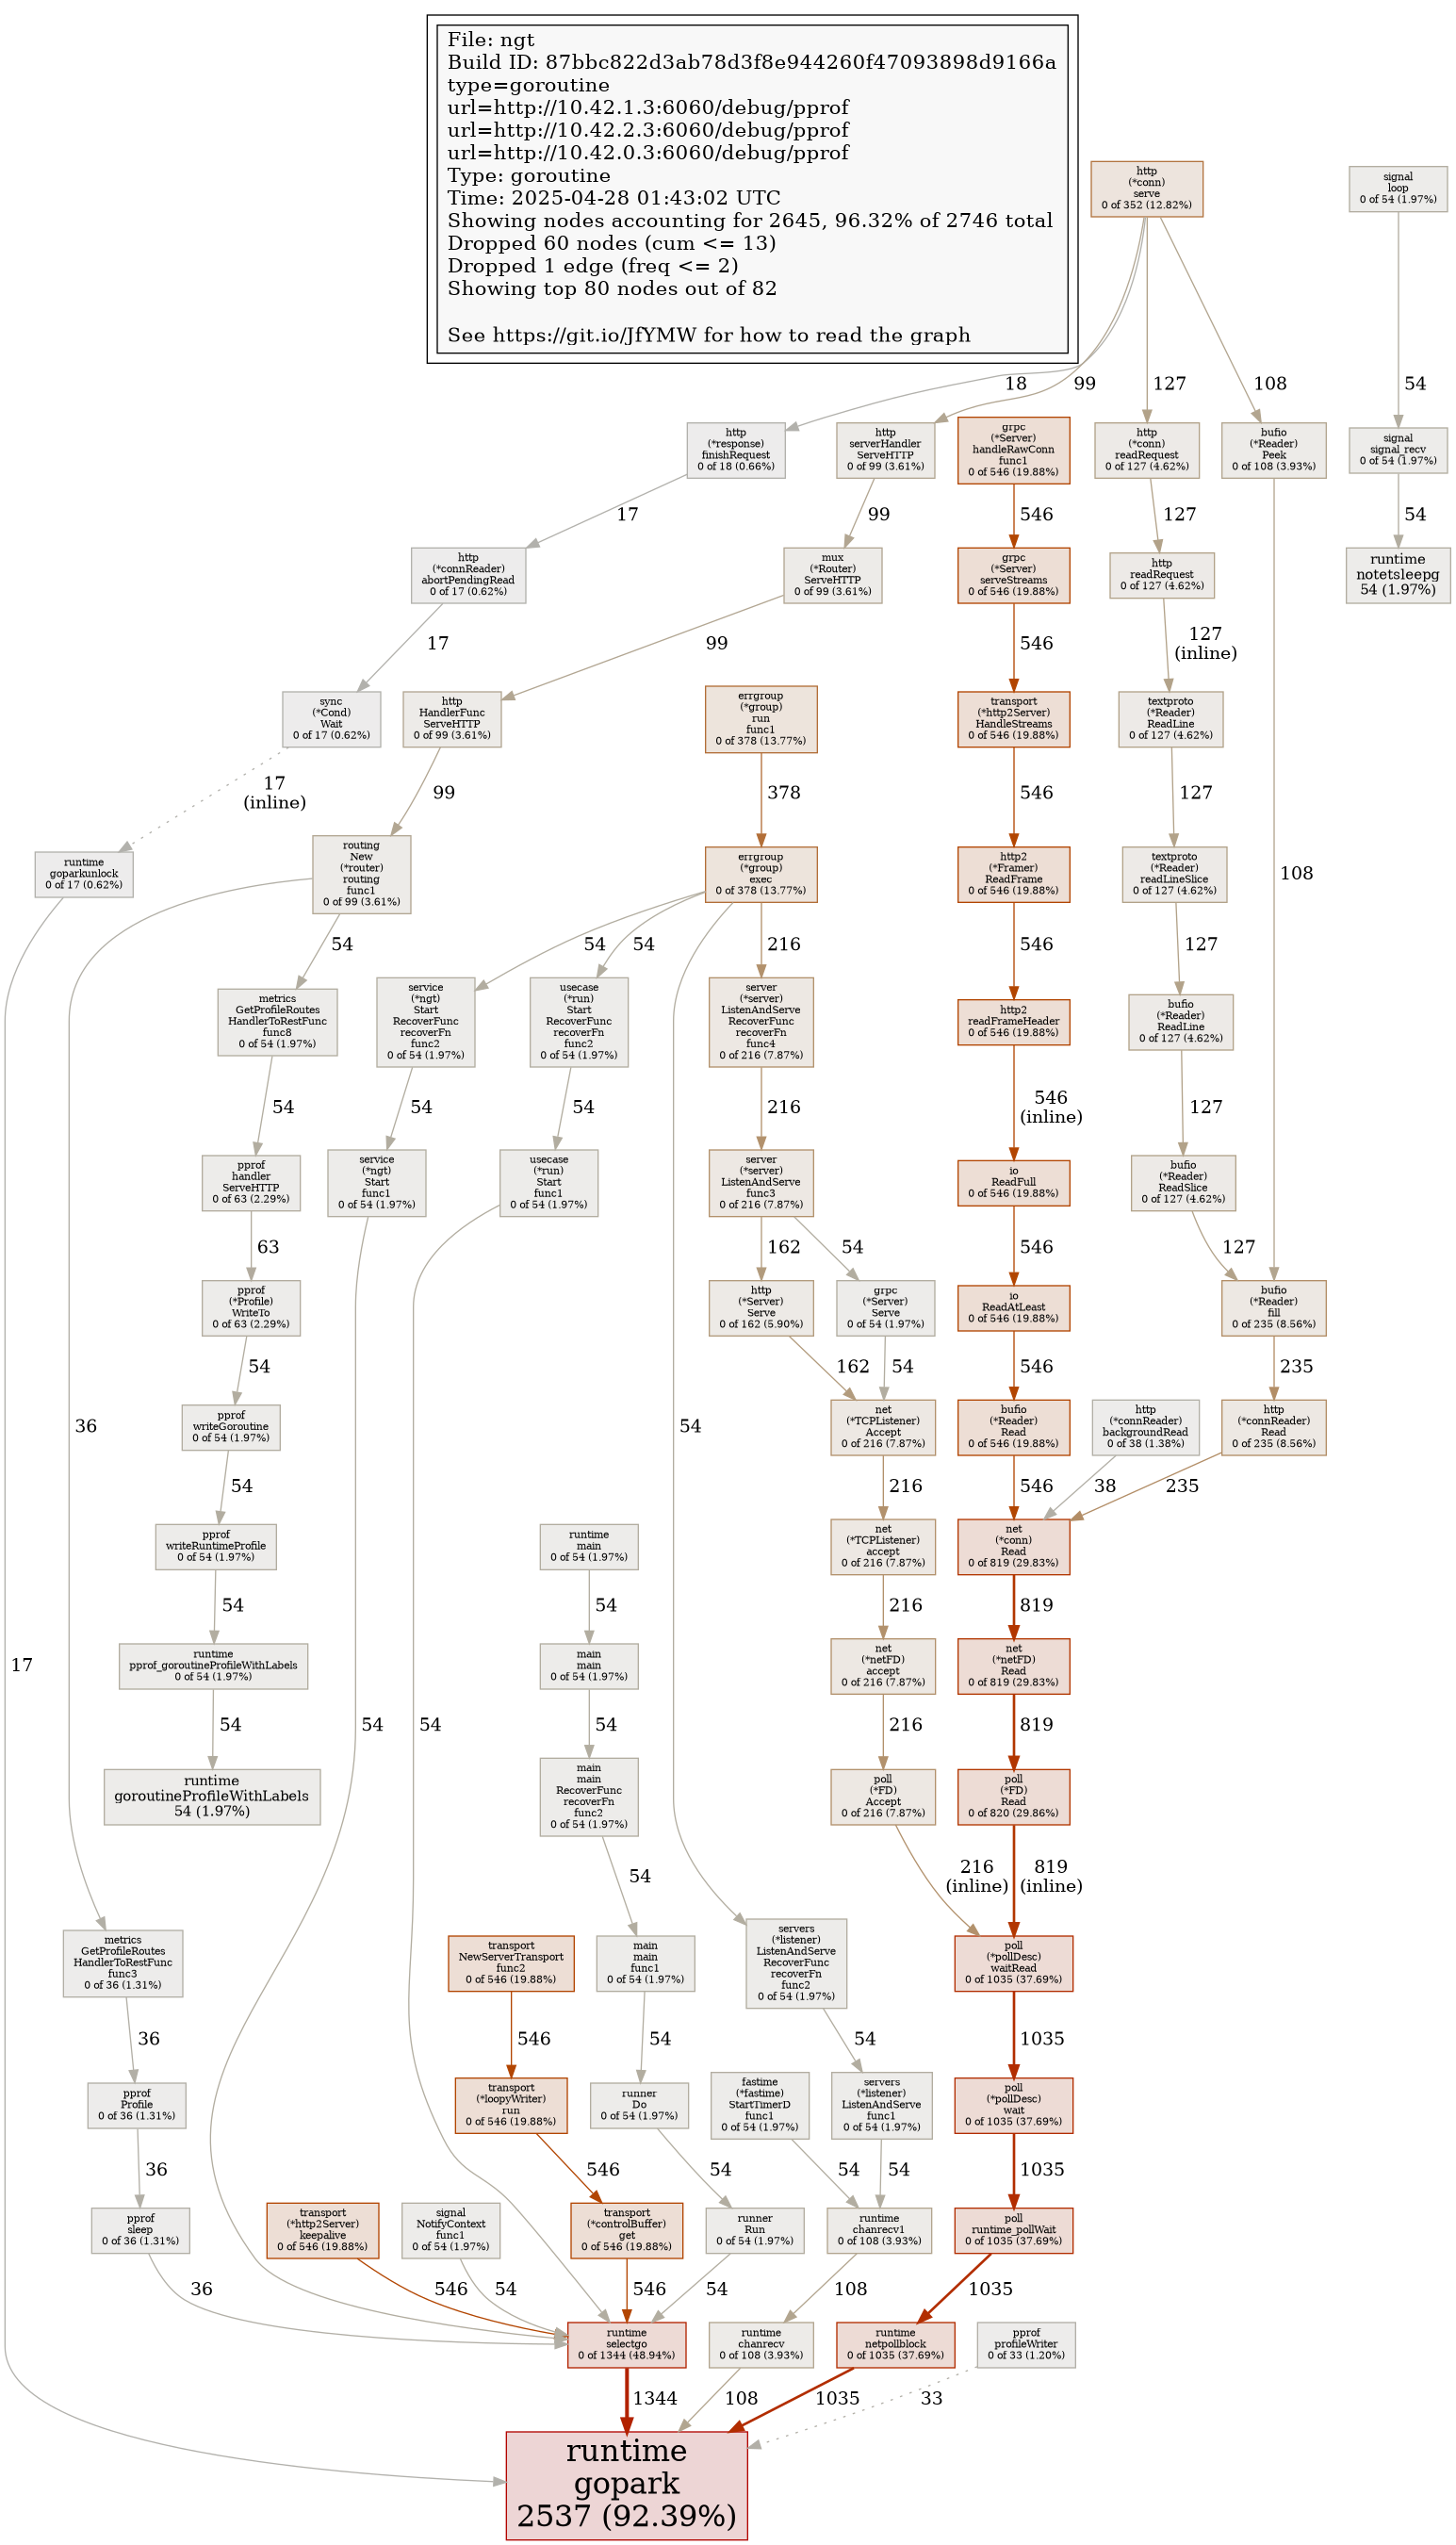 File: ngt
Build ID: 87bbc822d3ab78d3f8e944260f47093898d9166a
type=goroutine
url=http://10.42.1.3:6060/debug/pprof
url=http://10.42.2.3:6060/debug/pprof
url=http://10.42.0.3:6060/debug/pprof
Type: goroutine
Time: 2025-04-28 01:43:02 UTC
Showing nodes accounting for 2645, 96.32% of 2746 total
Dropped 60 nodes (cum <= 13)
Dropped 1 edge (freq <= 2)
Showing top 80 nodes out of 82
See https://git.io/JfYMW for how to read the graph
http
(*conn)
serve
0 of 352 (12.82%)
signal
loop
0 of 54 (1.97%)
18
99
127
108
54
http
(*response)
finishRequest
0 of 18 (0.66%)
http
serverHandler
ServeHTTP
0 of 99 (3.61%)
grpc
(*Server)
handleRawConn
func1
0 of 546 (19.88%)
http
(*conn)
readRequest
0 of 127 (4.62%)
bufio
(*Reader)
Peek
0 of 108 (3.93%)
signal
signal_recv
0 of 54 (1.97%)
17
99
546
127
54
http
(*connReader)
abortPendingRead
0 of 17 (0.62%)
mux
(*Router)
ServeHTTP
0 of 99 (3.61%)
grpc
(*Server)
serveStreams
0 of 546 (19.88%)
http
readRequest
0 of 127 (4.62%)
runtime
notetsleepg
54 (1.97%)
17
99
546
127
(inline)
sync
(*Cond)
Wait
0 of 17 (0.62%)
http
HandlerFunc
ServeHTTP
0 of 99 (3.61%)
errgroup
(*group)
run
func1
0 of 378 (13.77%)
transport
(*http2Server)
HandleStreams
0 of 546 (19.88%)
textproto
(*Reader)
ReadLine
0 of 127 (4.62%)
17
(inline)
99
378
546
127
runtime
goparkunlock
0 of 17 (0.62%)
routing
New
(*router)
routing
func1
0 of 99 (3.61%)
errgroup
(*group)
exec
0 of 378 (13.77%)
http2
(*Framer)
ReadFrame
0 of 546 (19.88%)
textproto
(*Reader)
readLineSlice
0 of 127 (4.62%)
108
54
54
54
216
546
127
metrics
GetProfileRoutes
HandlerToRestFunc
func8
0 of 54 (1.97%)
service
(*ngt)
Start
RecoverFunc
recoverFn
func2
0 of 54 (1.97%)
usecase
(*run)
Start
RecoverFunc
recoverFn
func2
0 of 54 (1.97%)
server
(*server)
ListenAndServe
RecoverFunc
recoverFn
func4
0 of 216 (7.87%)
http2
readFrameHeader
0 of 546 (19.88%)
bufio
(*Reader)
ReadLine
0 of 127 (4.62%)
54
54
54
216
546
(inline)
127
pprof
handler
ServeHTTP
0 of 63 (2.29%)
service
(*ngt)
Start
func1
0 of 54 (1.97%)
usecase
(*run)
Start
func1
0 of 54 (1.97%)
server
(*server)
ListenAndServe
func3
0 of 216 (7.87%)
io
ReadFull
0 of 546 (19.88%)
bufio
(*Reader)
ReadSlice
0 of 127 (4.62%)
63
162
54
546
127
pprof
(*Profile)
WriteTo
0 of 63 (2.29%)
http
(*Server)
Serve
0 of 162 (5.90%)
grpc
(*Server)
Serve
0 of 54 (1.97%)
io
ReadAtLeast
0 of 546 (19.88%)
bufio
(*Reader)
fill
0 of 235 (8.56%)
54
162
54
546
235
36
54
pprof
writeGoroutine
0 of 54 (1.97%)
net
(*TCPListener)
Accept
0 of 216 (7.87%)
bufio
(*Reader)
Read
0 of 546 (19.88%)
http
(*connReader)
backgroundRead
0 of 38 (1.38%)
http
(*connReader)
Read
0 of 235 (8.56%)
54
216
546
38
235
pprof
writeRuntimeProfile
0 of 54 (1.97%)
runtime
main
0 of 54 (1.97%)
net
(*TCPListener)
accept
0 of 216 (7.87%)
net
(*conn)
Read
0 of 819 (29.83%)
54
54
216
819
17
runtime
pprof_goroutineProfileWithLabels
0 of 54 (1.97%)
main
main
0 of 54 (1.97%)
net
(*netFD)
accept
0 of 216 (7.87%)
net
(*netFD)
Read
0 of 819 (29.83%)
54
54
54
54
216
819
runtime
goroutineProfileWithLabels
54 (1.97%)
main
main
RecoverFunc
recoverFn
func2
0 of 54 (1.97%)
poll
(*FD)
Accept
0 of 216 (7.87%)
poll
(*FD)
Read
0 of 820 (29.86%)
54
216
(inline)
819
(inline)
metrics
GetProfileRoutes
HandlerToRestFunc
func3
0 of 36 (1.31%)
transport
NewServerTransport
func2
0 of 546 (19.88%)
main
main
func1
0 of 54 (1.97%)
servers
(*listener)
ListenAndServe
RecoverFunc
recoverFn
func2
0 of 54 (1.97%)
poll
(*pollDesc)
waitRead
0 of 1035 (37.69%)
36
546
54
54
1035
pprof
Profile
0 of 36 (1.31%)
transport
(*loopyWriter)
run
0 of 546 (19.88%)
runner
Do
0 of 54 (1.97%)
fastime
(*fastime)
StartTimerD
func1
0 of 54 (1.97%)
servers
(*listener)
ListenAndServe
func1
0 of 54 (1.97%)
poll
(*pollDesc)
wait
0 of 1035 (37.69%)
36
546
54
54
54
1035
pprof
sleep
0 of 36 (1.31%)
transport
(*http2Server)
keepalive
0 of 546 (19.88%)
signal
NotifyContext
func1
0 of 54 (1.97%)
transport
(*controlBuffer)
get
0 of 546 (19.88%)
runner
Run
0 of 54 (1.97%)
runtime
chanrecv1
0 of 108 (3.93%)
poll
runtime_pollWait
0 of 1035 (37.69%)
36
546
54
546
54
108
1035
runtime
selectgo
0 of 1344 (48.94%)
runtime
chanrecv
0 of 108 (3.93%)
runtime
netpollblock
0 of 1035 (37.69%)
pprof
profileWriter
0 of 33 (1.20%)
1344
108
1035
33
runtime
gopark
2537 (92.39%)